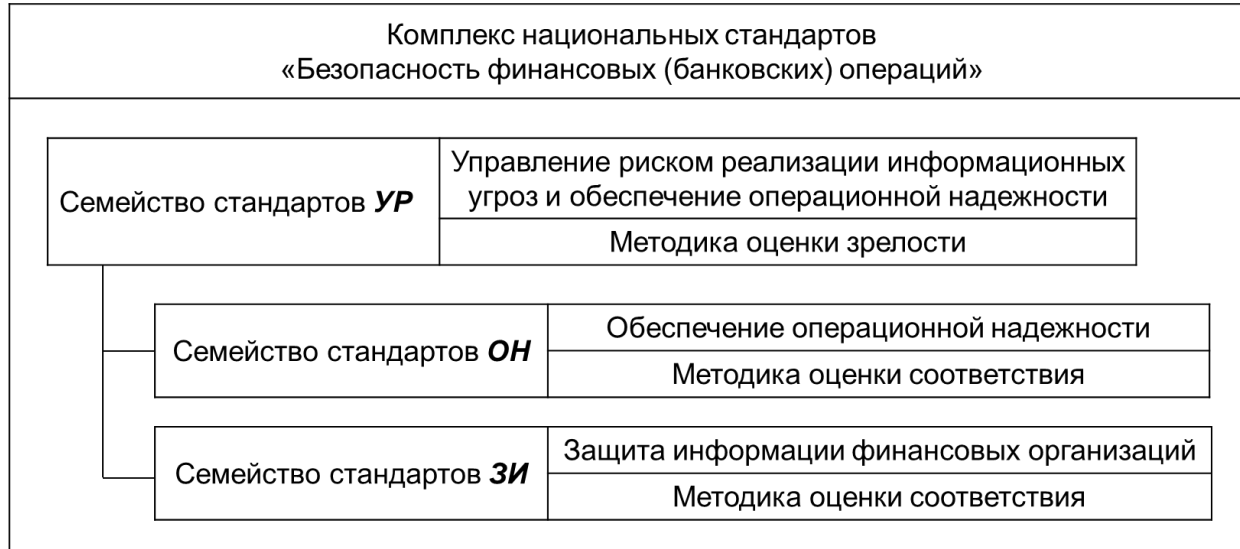 Комплекс национальных стандартов
«Безопасность финансовых (банковских) операций»
Семейство стандартов УР
Управление риском реализации информационных
угроз и обеспечение операционной надежности
Методика оценки зрелости
Семейство стандартов ОН
Обеспечение операционной надежности
Методика оценки соответствия
Семейство стандартов ЗИ
Защита информации финансовых организаций
Методика оценки соответствия